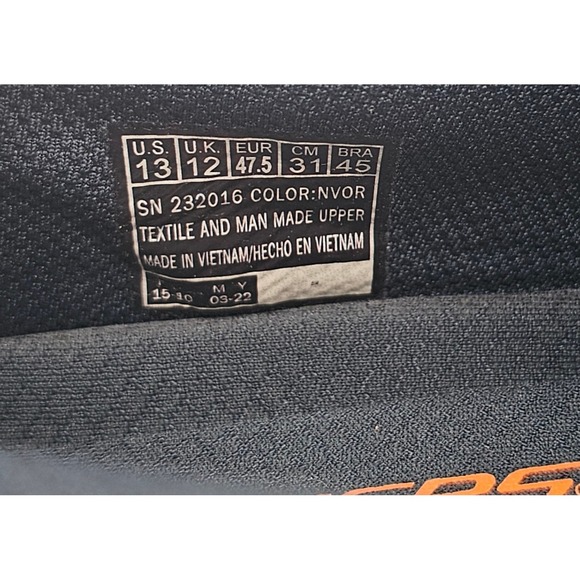 U.S. U.K. EUR CM BRA
13 12 47.5 31 45
SN 232016 COLOR:NVOR
TEXTILE AND MAN MADE UPPER
MADE IN VIETNAM/HECHO EN VIETNAM
M Y
03-22